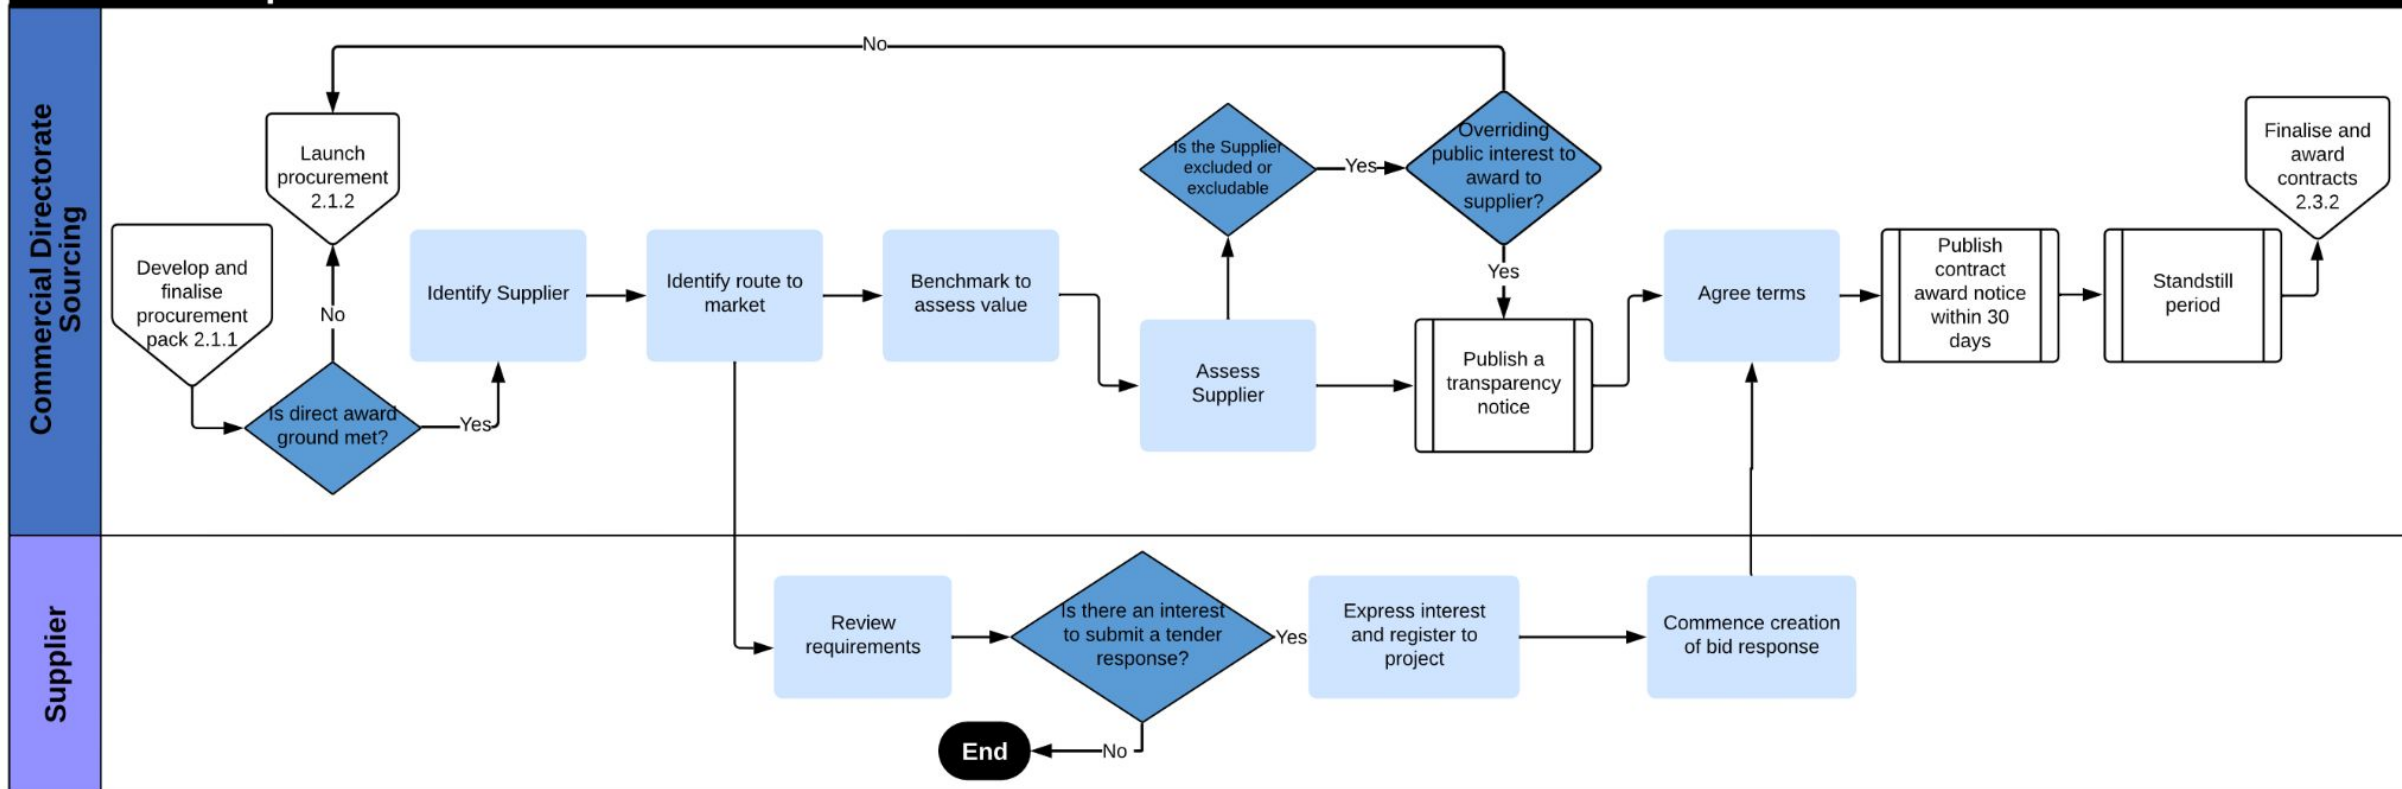 Commercial Directorate
Sourcing
No
Launch
procurement
2.1.2
Develop and
finalise
procurement
pack 2.1.1
No
Is direct award
ground met?
Yes
Identify Supplier
Identify route to
market
Benchmark to
assess value
Assess
Supplier
Is the Supplier
excluded or
excludable
Yes
Overriding
public interest to
award to
supplier?
Yes
Publish a
transparency
notice
Agree terms
Publish
contract
award notice
within 30
days
Standstill
period
Finalise and
award
contracts
2.3.2
Supplier
Review
requirements
Is there an interest
to submit a tender
response?
Yes
Express interest
and register to
project
Commence creation
of bid response
No
End